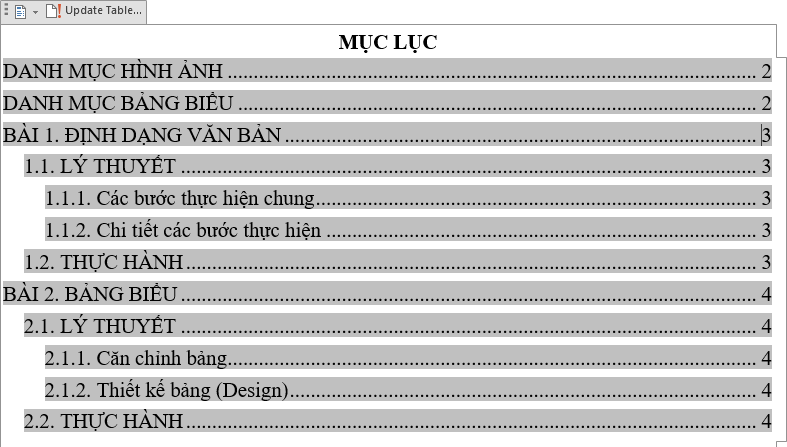 Update Table...
MỤC LỤC
DANH MỤC HÌNH ẢNH ........................................................................................................ 2
DANH MỤC BẢNG BIỂU ..................................................................................................... 2
BÀI 1. ĐỊNH DẠNG VĂN BẢN ............................................................................................ 3
1.1. LÝ THUYẾT ................................................................................................................ 3
1.1.1. Các bước thực hiện chung ...................................................................................... 3
1.1.2. Chi tiết các bước thực hiện .................................................................................... 3
1.2. THỰC HÀNH ............................................................................................................... 3
BÀI 2. BẢNG BIỂU ................................................................................................................ 4
2.1. LÝ THUYẾT ................................................................................................................ 4
2.1.1. Căn chỉnh bảng ....................................................................................................... 4
2.1.2. Thiết kế bảng (Design) ........................................................................................... 4
2.2. THỰC HÀNH ............................................................................................................... 4